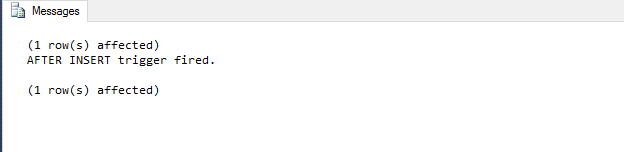 Messages
(1 row(s) affected)
AFTER INSERT trigger fired.
(1 row(s) affected)